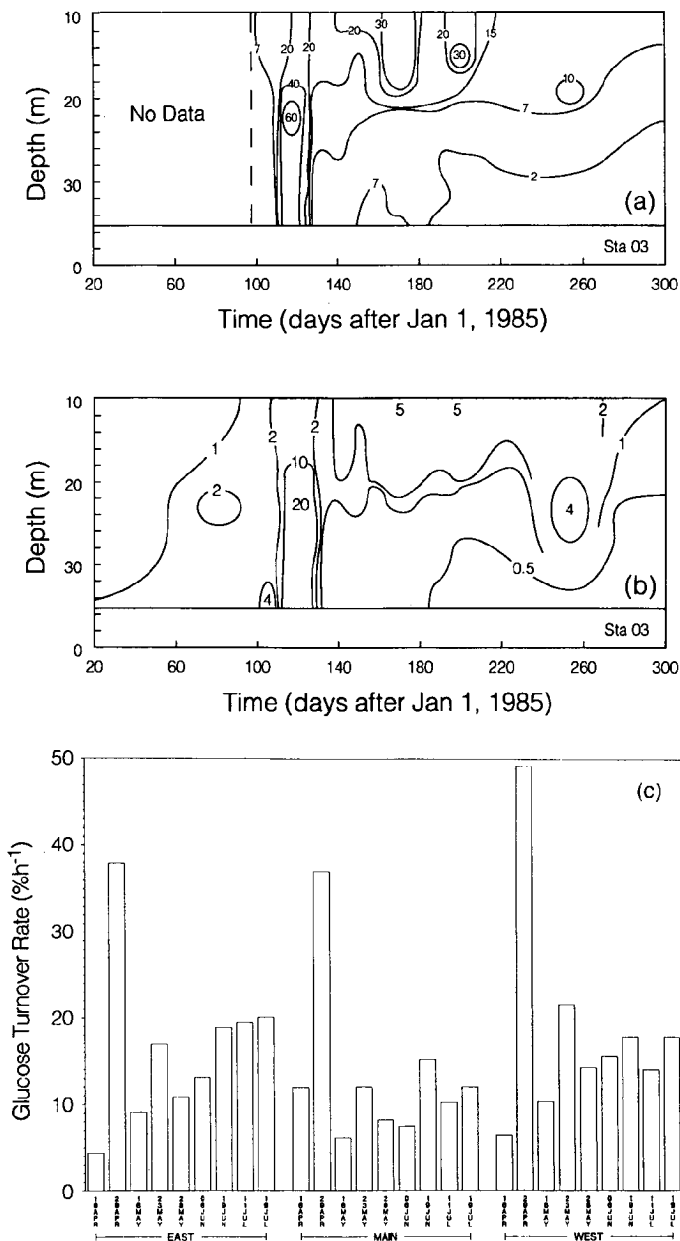 10
20
30
0
Depth (m)
7 20 20 20 30 20 15
40
60
30
10
7
7
2
No Data
(a)
Sta 03
20 60 100 140 180 220 260 300
Time (days after Jan 1, 1985)
10
20
30
0
Depth (m)
1 2 2 5 5 2 1
2
10
20
4
4
0.5
(b)
Sta 03
20 60 100 140 180 220 260 300
Time (days after Jan 1, 1985)
50
40
30
20
10
0
Glucose Turnover Rate (%h⁻¹)
(c)
EAST MAIN WEST